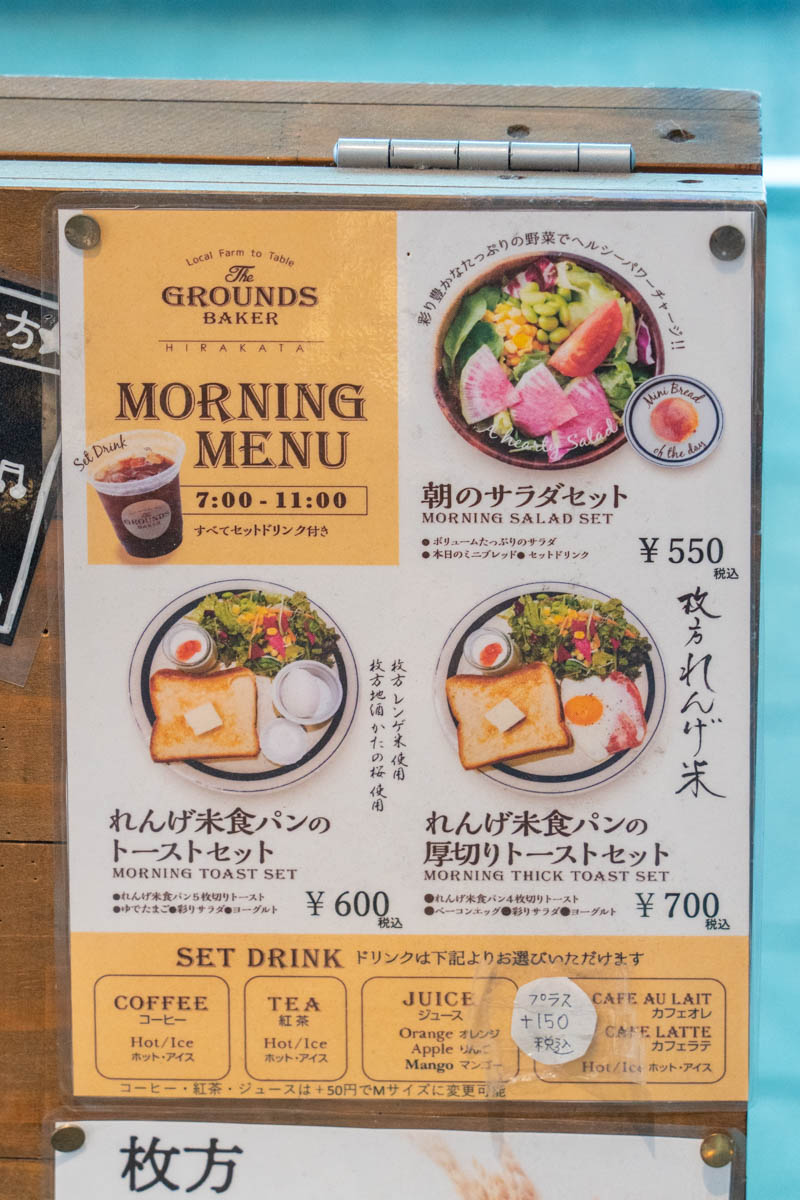 Local Farm to Table
The
GROUNDS
BAKER
HIRAKATA
MORNING
MENU
Set Drink
The
GROUNDS
BAKER
7:00 - 11:00
すべてセットドリンク付き
彩り豊かなたっぷりの野菜でヘルシーパワーチャージ!!
A hearty Salad
Mini Bread
of the day
朝のサラダセット
MORNING SALAD SET
● ボリュームたっぷりのサラダ
● 本日のミニブレッド● セットドリンク
¥550
税込
枚方レンゲ米使用
枚方地酒かたの桜使用
枚方れんげ米
れんげ米食パンの
トーストセット
MORNING TOAST SET
●れんげ米食パン5枚切りトースト
●ゆでたまご●彩りサラダ●ヨーグルト
¥600
税込
れんげ米食パンの
厚切りトーストセット
MORNING THICK TOAST SET
●れんげ米食パン4枚切りトースト
●ベーコンエッグ●彩りサラダ●ヨーグルト
¥700
税込
SET DRINK ドリンクは下記よりお選びいただけます
COFFEE
コーヒー
Hot/Ice
ホット・アイス
TEA
紅茶
Hot/Ice
ホット・アイス
JUICE
ジュース
Orange オレンジ
Apple りんご
Mango マンゴー
プラス
+150
税込
CAFE AU LAIT
カフェオレ
CAFE LATTE
カフェラテ
Hot/Ice ホット・アイス
コーヒー・紅茶・ジュースは+50円でMサイズに変更可能
方
枚方